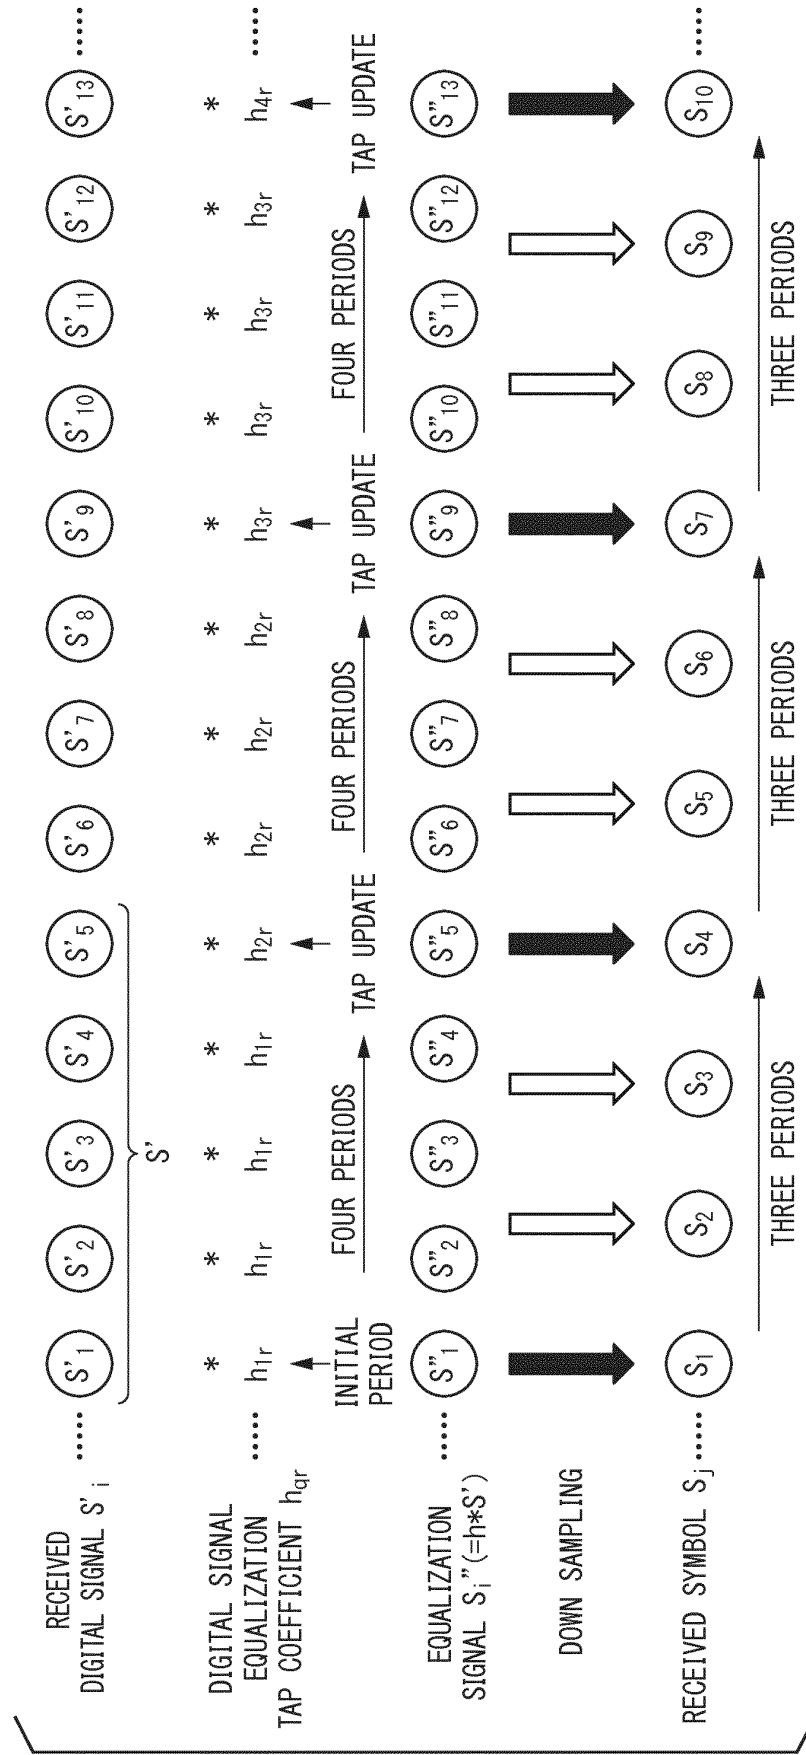 RECEIVED
DIGITAL SIGNAL S'i
····· S'1 S'2 S'3 S'4 S'5 S'6 S'7 S'8 S'9 S'10 S'11 S'12 S'13 ·····
S'
* * * * * * * * * * * * *
DIGITAL SIGNAL
EQUALIZATION
TAP COEFFICIENT hqr
····· h1r h1r h1r h1r h2r h2r h2r h2r h3r h3r h3r h3r h4r ·····
INITIAL
PERIOD
FOUR PERIODS
TAP UPDATE
FOUR PERIODS
TAP UPDATE
FOUR PERIODS
TAP UPDATE
EQUALIZATION
SIGNAL Si"(=h*S')
····· S"1 S"2 S"3 S"4 S"5 S"6 S"7 S"8 S"9 S"10 S"11 S"12 S"13
DOWN SAMPLING
RECEIVED SYMBOL Sj ····· S1 S2 S3 S4 S5 S6 S7 S8 S9 S10 ·····
THREE PERIODS THREE PERIODS THREE PERIODS